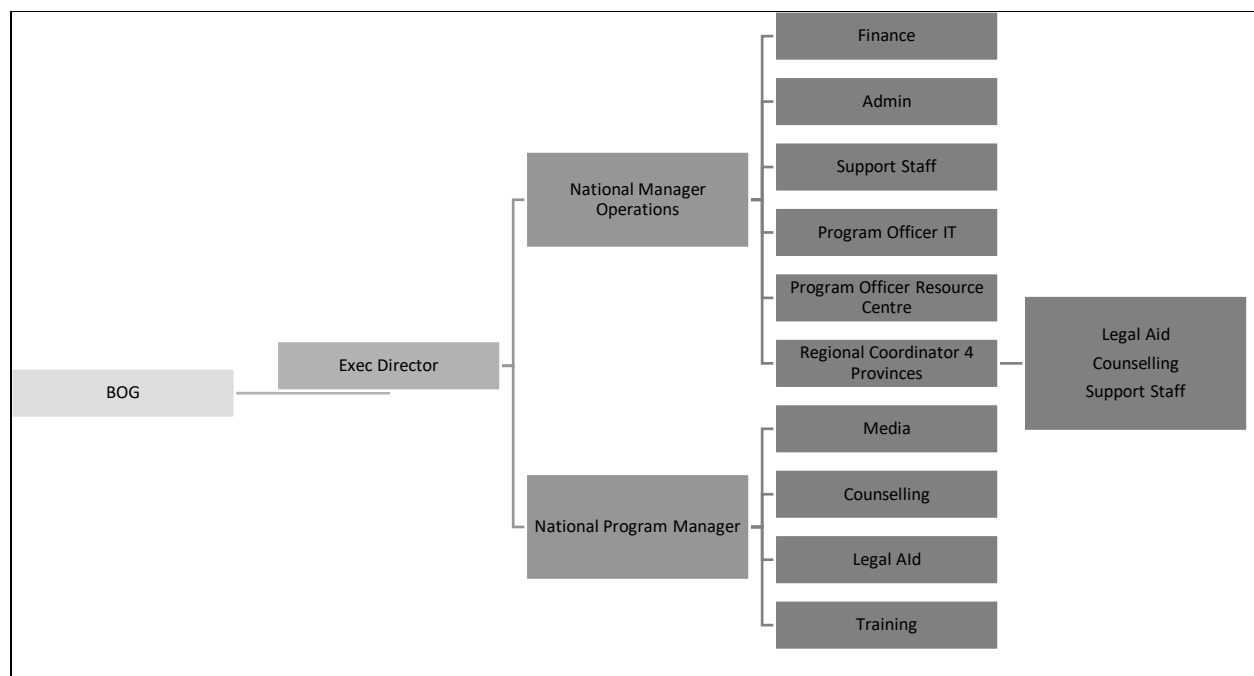 BOG
Exec Director
National Manager
Operations
Finance
Admin
Support Staff
Program Officer IT
Program Officer Resource
Centre
Regional Coordinator 4
Provinces
Legal Aid
Counselling
Support Staff
National Program Manager
Media
Counselling
Legal AId
Training